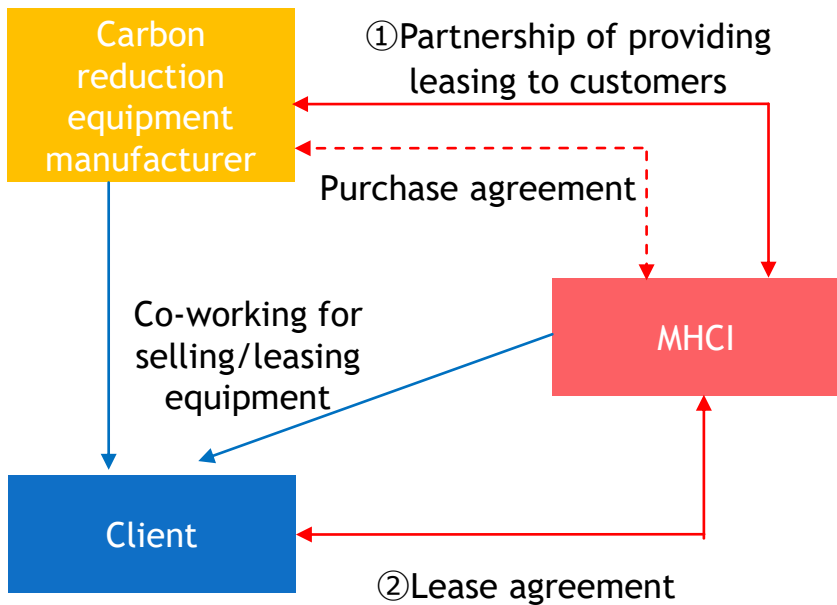 Carbon
reduction
equipment
manufacturer
①Partnership of providing
leasing to customers
Purchase agreement
Co-working for
selling/leasing
equipment
MHCI
Client
②Lease agreement